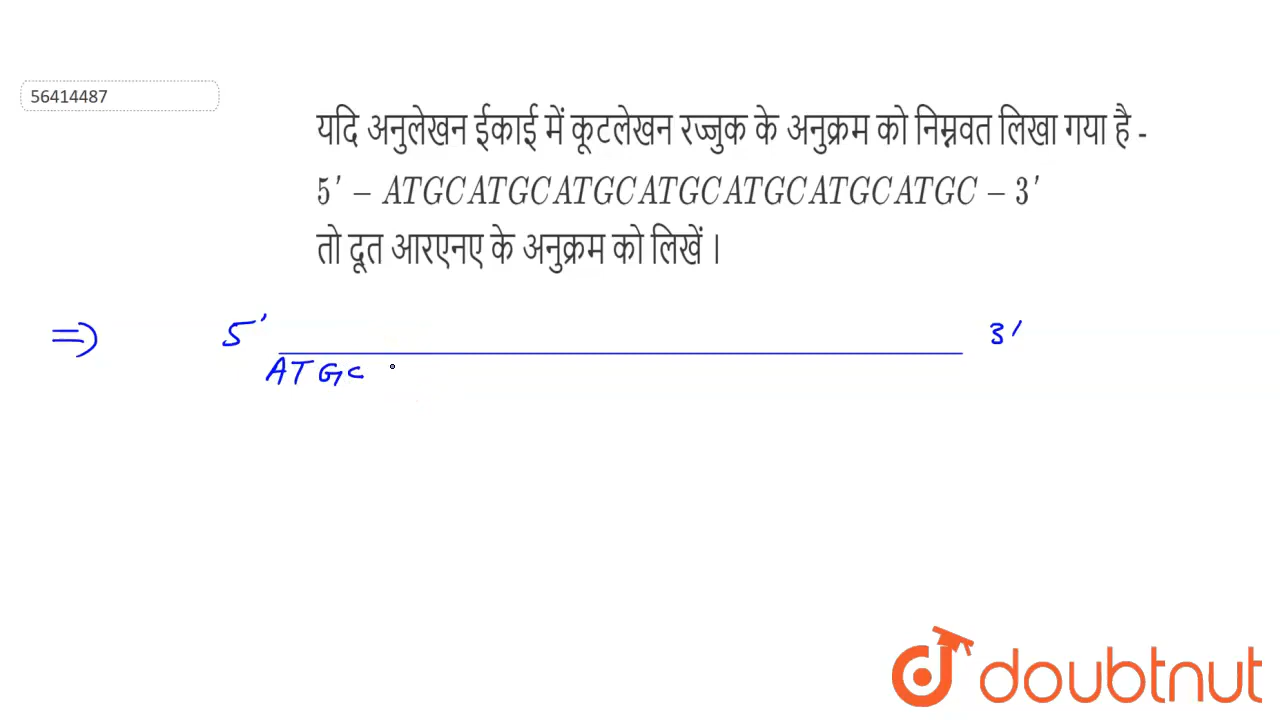 56414487
यदि अनुलेखन ईकाई में कूटलेखन रज्जुक के अनुक्रम को निम्नवत लिखा गया है -
5′ – ATGCATGCATGCATGCATGCATGCATGC – 3′
तो दूत आरएनए के अनुक्रम को लिखें ।
⇒ 5′ 3′
ATGC
doubtnut